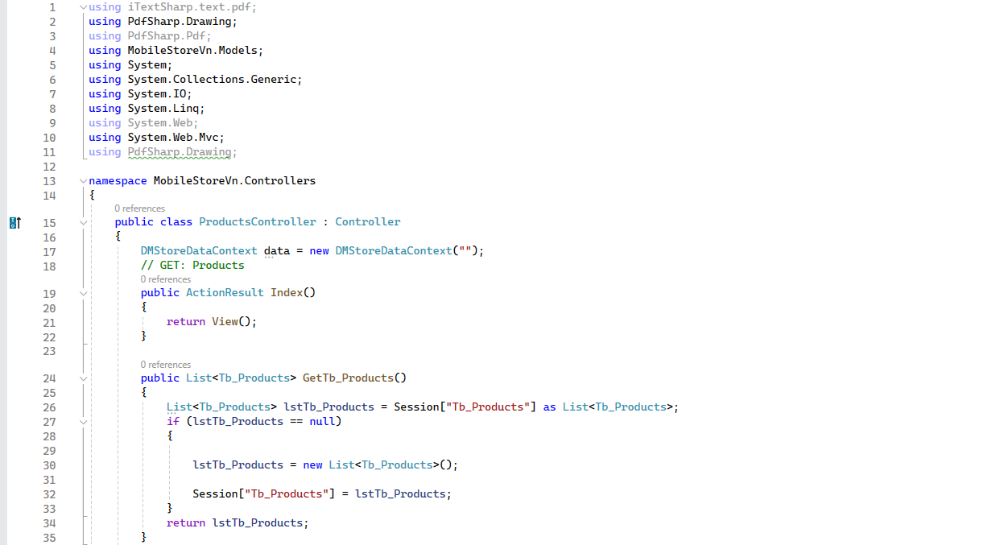 1 using iTextSharp.text.pdf;
2 using PdfSharp.Drawing;
3 using PdfSharp.Pdf;
4 using MobileStoreVn.Models;
5 using System;
6 using System.Collections.Generic;
7 using System.IO;
8 using System.Linq;
9 using System.Web;
10 using System.Web.Mvc;
11 using PdfSharp.Drawing;
12
13 namespace MobileStoreVn.Controllers
14 {
0 references
15 public class ProductsController : Controller
16 {
17 DMStoreDataContext data = new DMStoreDataContext("");
18 // GET: Products
0 references
19 public ActionResult Index()
20 {
21 return View();
22 }
23
0 references
24 public List<Tb_Products> GetTb_Products()
25 {
26 List<Tb_Products> lstTb_Products = Session["Tb_Products"] as List<Tb_Products>;
27 if (lstTb_Products == null)
28 {
29
30 lstTb_Products = new List<Tb_Products>();
31
32 Session["Tb_Products"] = lstTb_Products;
33 }
34 return lstTb_Products;
35 }